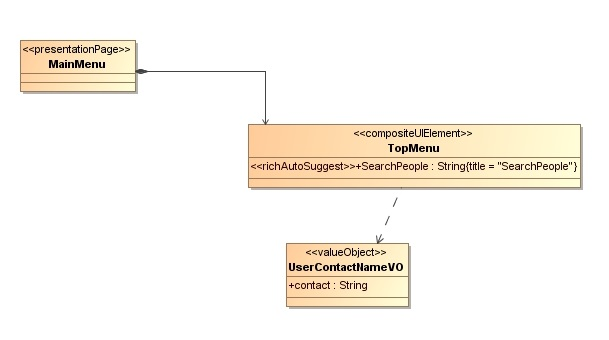 <<presentationPage>>
MainMenu
<<compositeUIElement>>
TopMenu
<<richAutoSuggest>>+SearchPeople : String{title = "SearchPeople"}
<<valueObject>>
UserContactNameVO
+contact : String